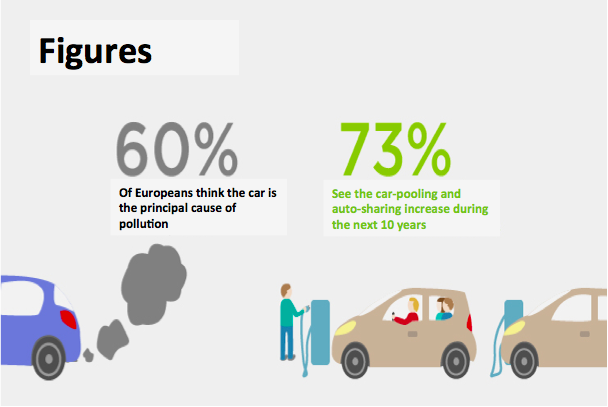 Figures
60%
Of Europeans think the car is
the principal cause of
pollution
73%
See the car-pooling and
auto-sharing increase during
the next 10 years